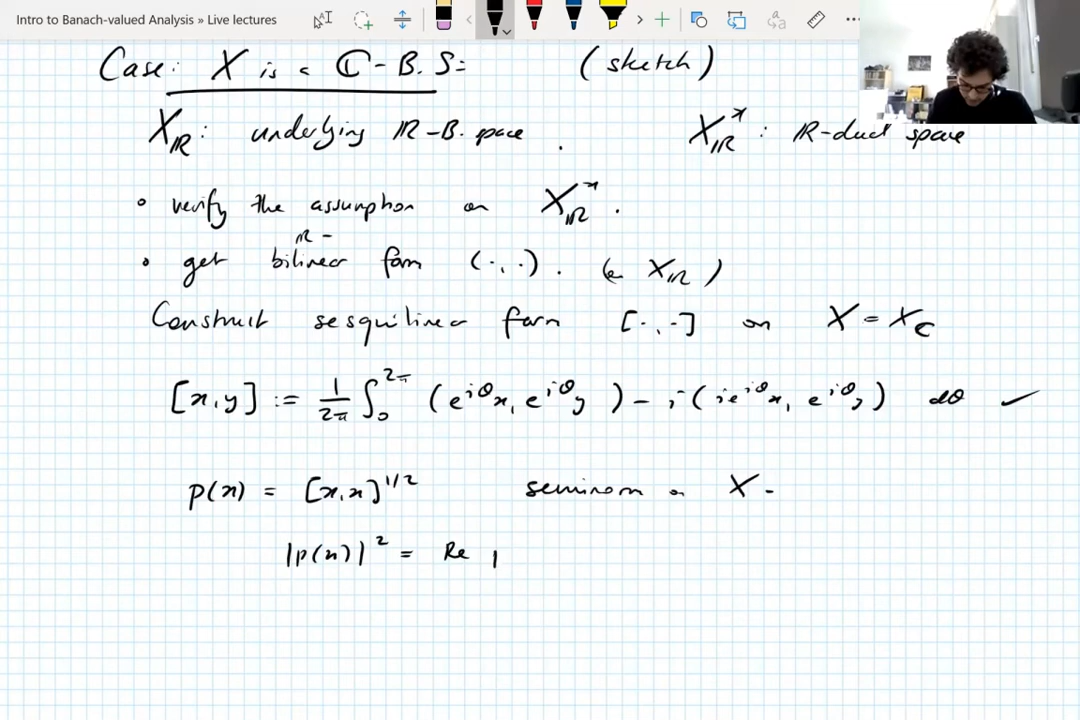 Intro to Banach-valued Analysis » Live lectures
Case: X is a ℂ-B.S: (sketch)
X_ℝ: underlying ℝ-B. space. X_ℝ^*: ℝ-dual space
• verify the assumption on X_ℝ^*.
ℝ-
• get bilinear form (·,·). (on X_ℝ)
Construct sesquilinear form [·,·] on X = X_ℂ
[x,y] := 1/2π ∫_0^{2π} (e^{iθ}x, e^{iθ}y) - i(ie^{iθ}x, e^{iθ}y) dθ ✓
p(x) = [x,x]^{1/2} seminorm on X -
|p(x)|^2 = Re